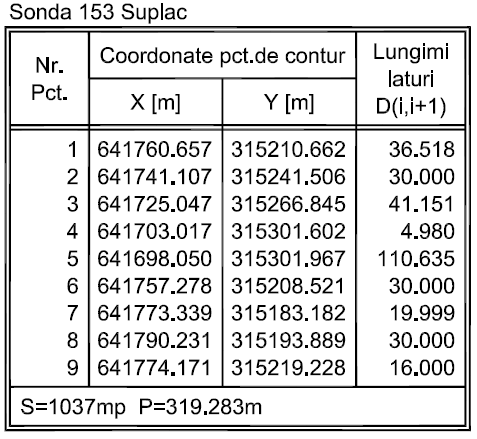 Sonda 153 Suplac
Nr. Pct. Coordonate pct.de contur Lungimi laturi D(i,i+1)
X [m] Y [m]
1 641760.657 315210.662 36.518
2 641741.107 315241.506 30.000
3 641725.047 315266.845 41.151
4 641703.017 315301.602 4.980
5 641698.050 315301.967 110.635
6 641757.278 315208.521 30.000
7 641773.339 315183.182 19.999
8 641790.231 315193.889 30.000
9 641774.171 315219.228 16.000
S=1037mp P=319.283m